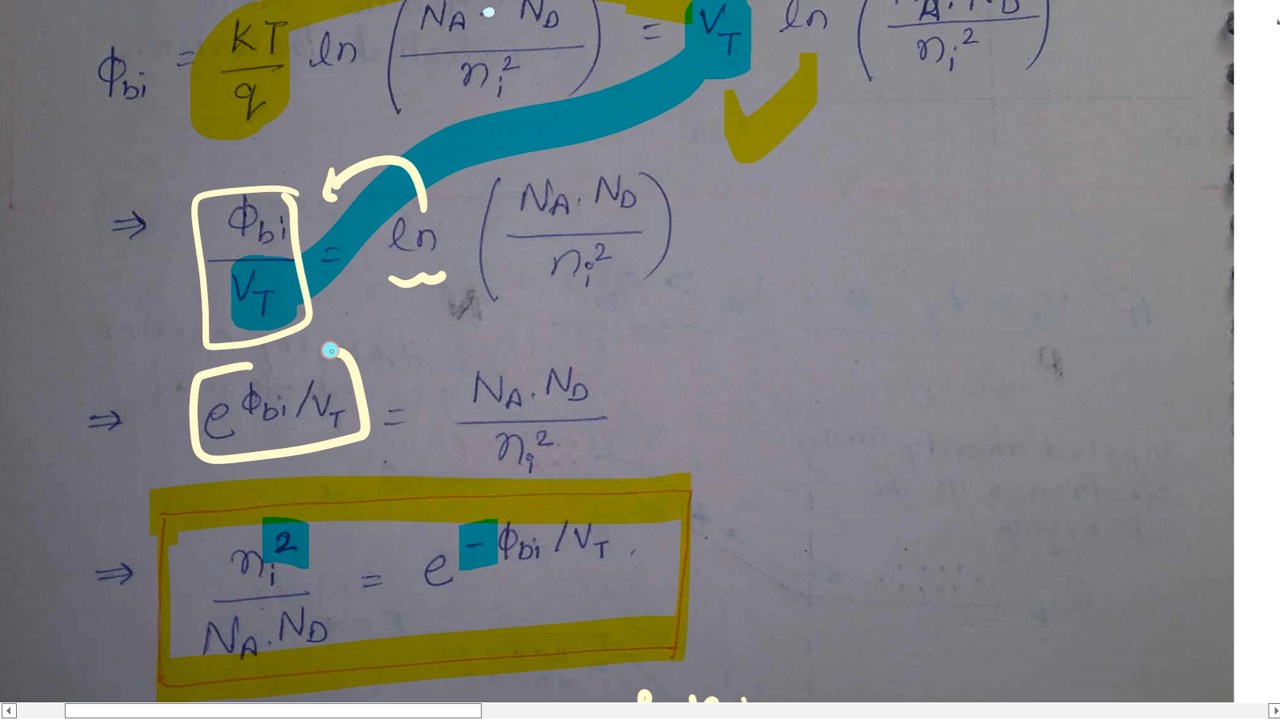 ϕbi = KT/q ln (NA · ND / ni²) = VT ln (NA · ND / ni²)
⇒ ϕbi/VT = ln (NA · ND / ni²)
⇒ e^ϕbi/VT = NA · ND / ni²
⇒ ni² / NA · ND = e^-ϕbi/VT .